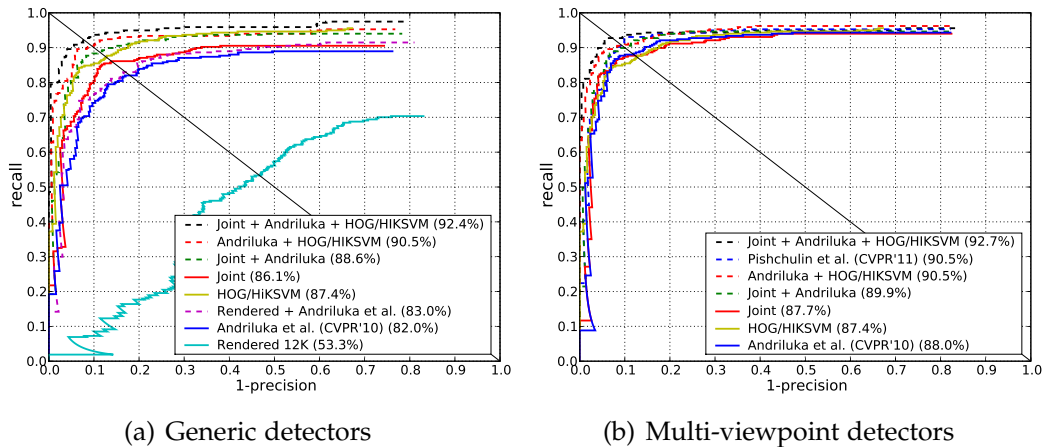 1.0
0.9
0.8
0.7
0.6
0.5
0.4
0.3
0.2
0.1
0.0
recall
Joint + Andriluka + HOG/HIKSVM (92.4%)
Andriluka + HOG/HIKSVM (90.5%)
Joint + Andriluka (88.6%)
Joint (86.1%)
HOG/HiKSVM (87.4%)
Rendered + Andriluka et al. (83.0%)
Andriluka et al. (CVPR'10) (82.0%)
Rendered 12K (53.3%)
0.0 0.1 0.2 0.3 0.4 0.5 0.6 0.7 0.8 0.9 1.0
1-precision
(a) Generic detectors
1.0
0.9
0.8
0.7
0.6
0.5
0.4
0.3
0.2
0.1
0.0
recall
Joint + Andriluka + HOG/HIKSVM (92.7%)
Pishchulin et al. (CVPR'11) (90.5%)
Andriluka + HOG/HIKSVM (90.5%)
Joint + Andriluka (89.9%)
Joint (87.7%)
HOG/HIKSVM (87.4%)
Andriluka et al. (CVPR'10) (88.0%)
0.0 0.1 0.2 0.3 0.4 0.5 0.6 0.7 0.8 0.9 1.0
1-precision
(b) Multi-viewpoint detectors